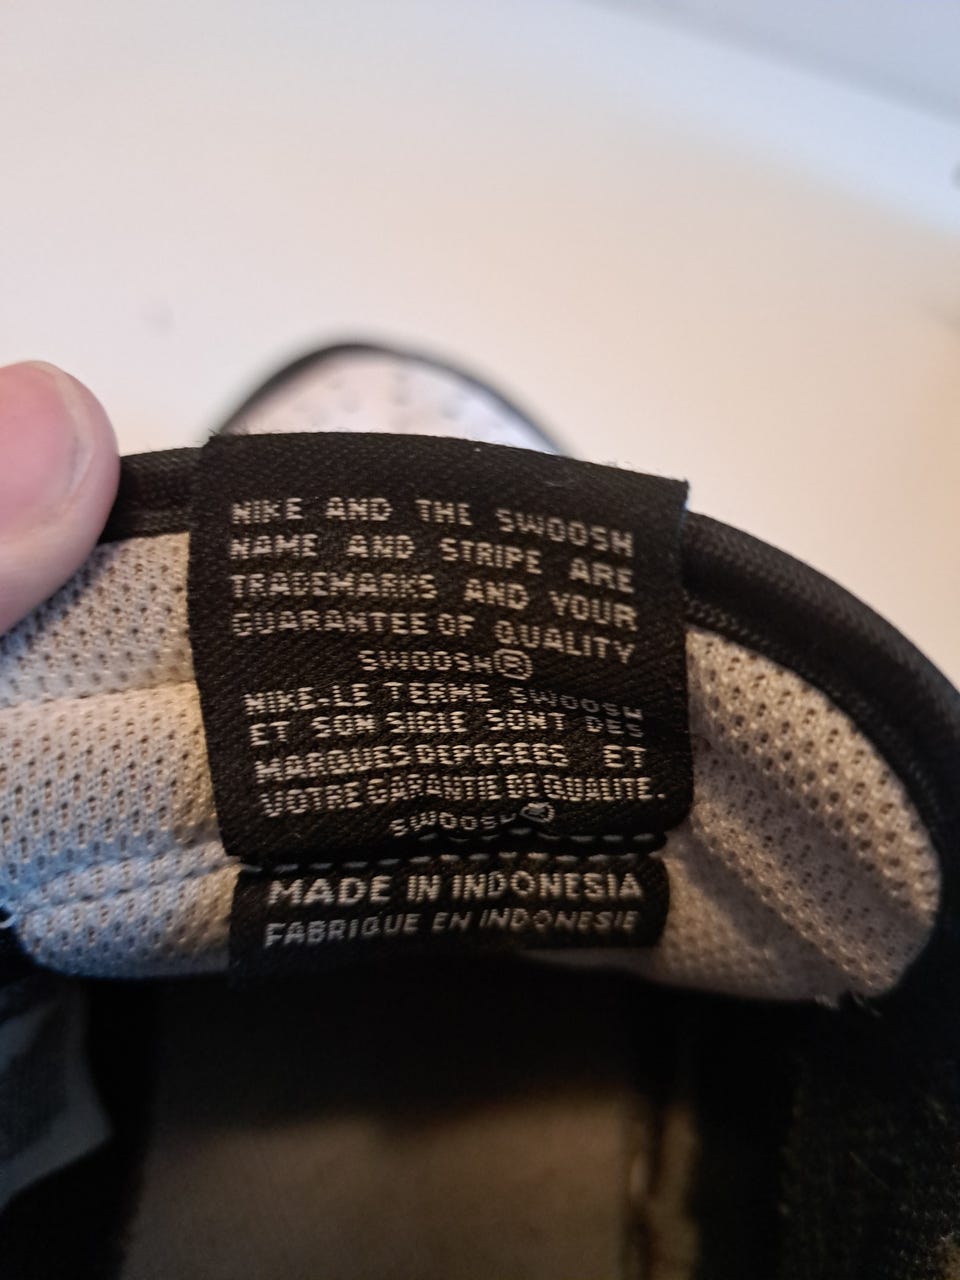 NIKE AND THE SWOOSH
NAME AND STRIPE ARE
TRADEMARKS AND YOUR
GUARANTEE OF QUALITY
SWOOSH®
NIKE-LE TERME SWOOSH
ET SON SIGLE SONT DES
MARQUES DEPOSEES ET
VOTRE GARANTIE DE QUALITE.
SWOOSH®
MADE IN INDONESIA
FABRIQUE EN INDONESIE